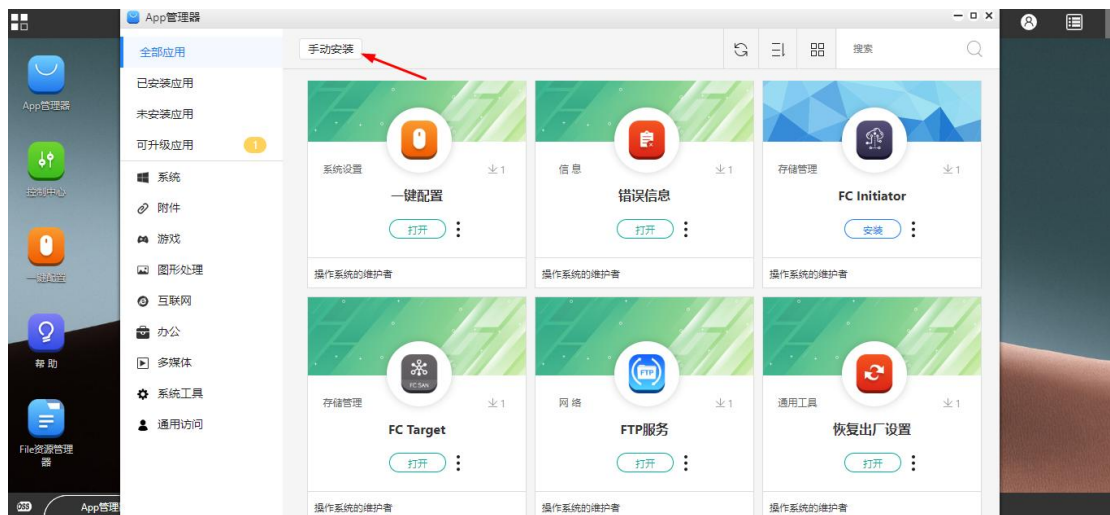 App管理器
App管理器
控制中心
一键配置
帮助
File资源管理
器
DSS
App管理
全部应用
已安装应用
未安装应用
可升级应用
1
系统
附件
游戏
图形处理
互联网
办公
多媒体
系统工具
通用访问
手动安装
搜索
系统设置
1
一键配置
打开
操作系统的维护者
信息
1
错误信息
打开
操作系统的维护者
存储管理
1
FC Initiator
安装
操作系统的维护者
FC SAN
存储管理
1
FC Target
打开
操作系统的维护者
FTP
网络
1
FTP服务
打开
操作系统的维护者
通用工具
1
恢复出厂设置
打开
操作系统的维护者